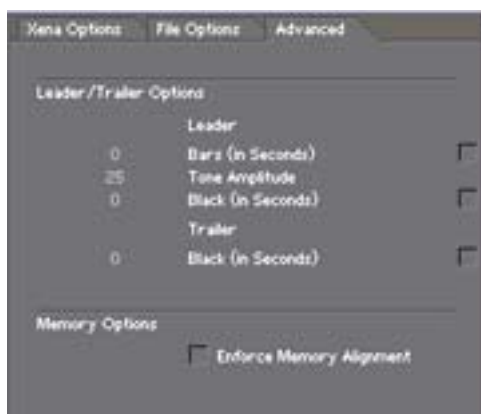 Xena Options File Options Advanced
Leader/Trailer Options
Leader
0 Bars (in Seconds)
25 Tone Amplitude
0 Black (in Seconds)
Trailer
0 Black (in Seconds)
Memory Options
Enforce Memory Alignment